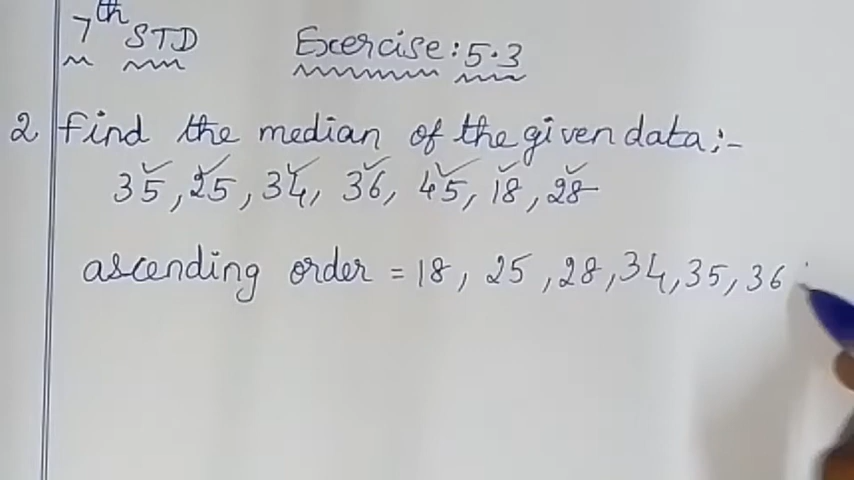 7th STD Exercise: 5.3
2 Find the median of the given data;-
35, 25, 34, 36, 45, 18, 28
ascending order = 18, 25, 28, 34, 35, 36